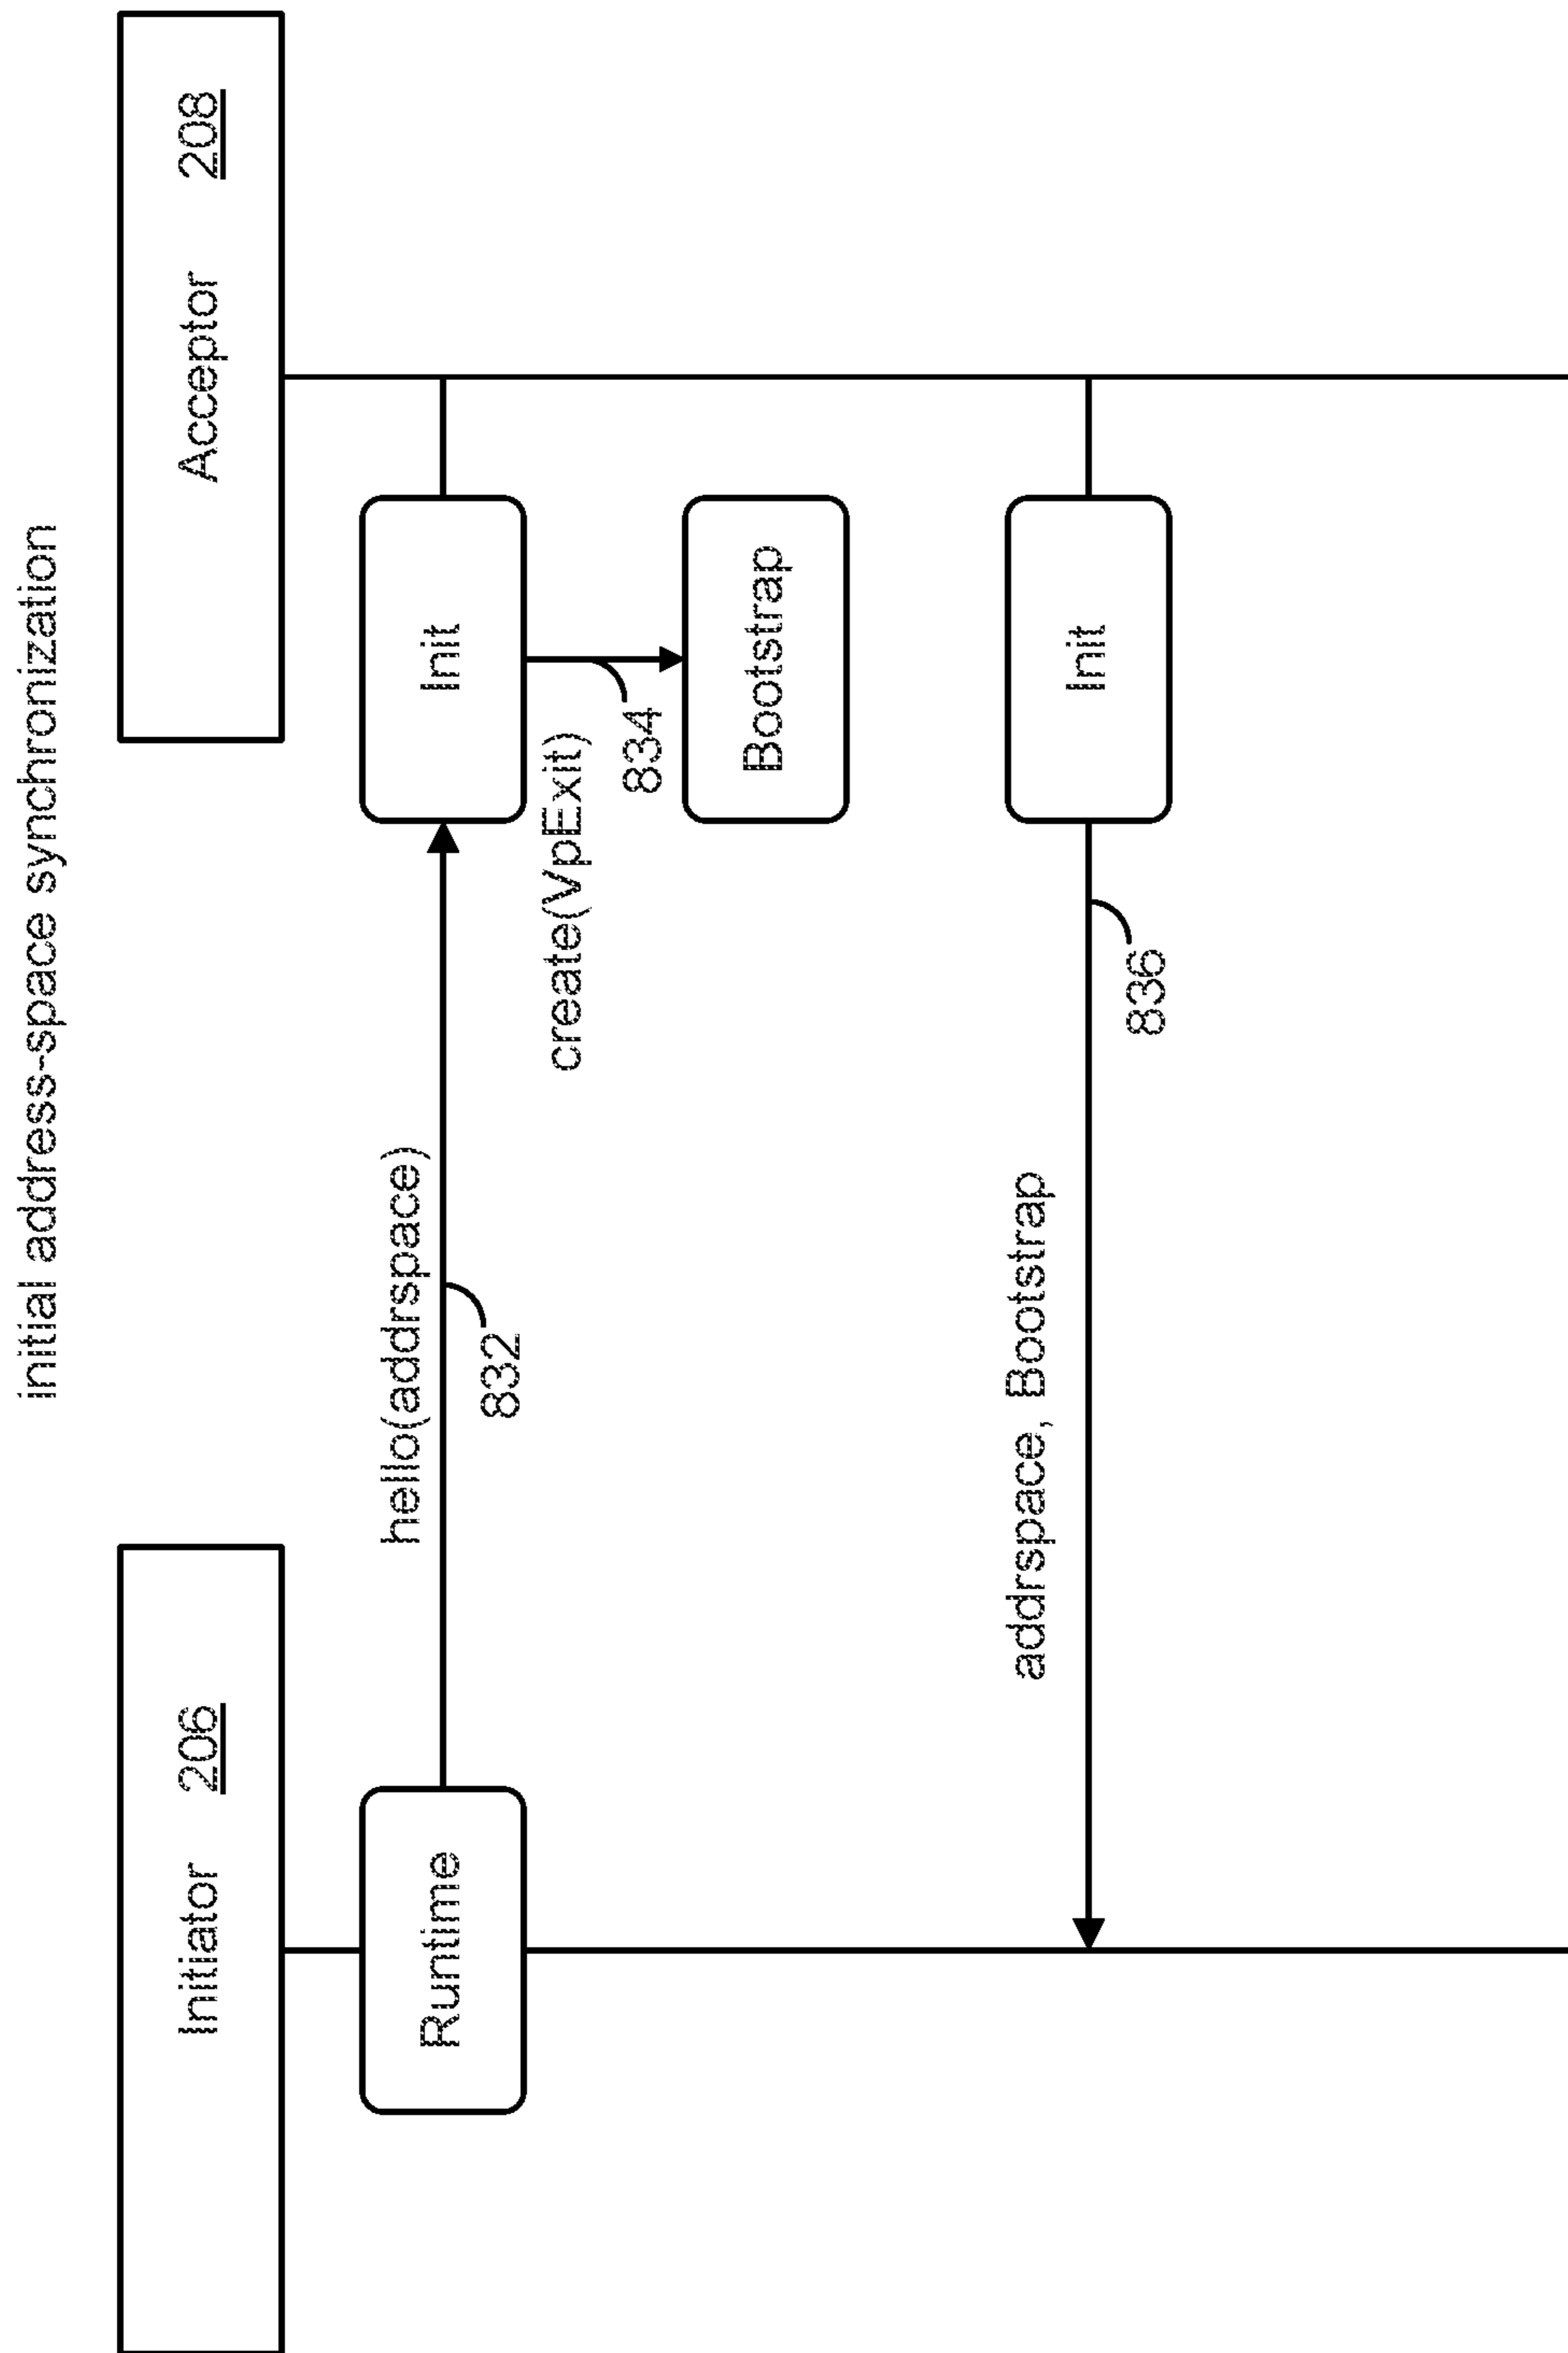 initial address-space synchronization
Initiator 206
Acceptor 208
Runtime
hello(addrspace)
832
Init
create(VpExit)
834
Bootstrap
addrspace, Bootstrap
836
Init